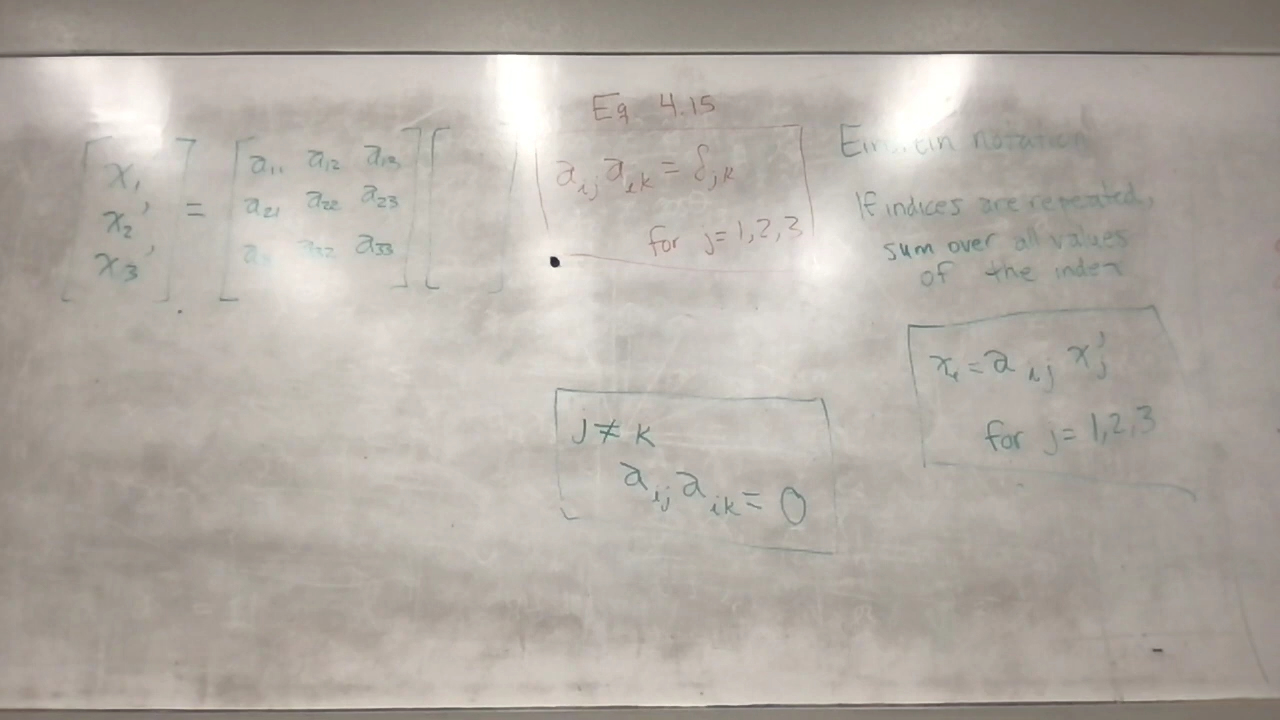 x₁'
x₂'
x₃'
=
a₁₁ a₁₂ a₁₃
a₂₁ a₂₂ a₂₃
a₃₃
Eq 4.15
aᵢⱼ aᵢₖ = δⱼₖ
for j = 1,2,3
j ≠ k
aᵢⱼ aᵢₖ = 0
notation
If indices are repeated,
sum over all values
of the index
xᵢ = aᵢⱼ xⱼ'
for j = 1,2,3